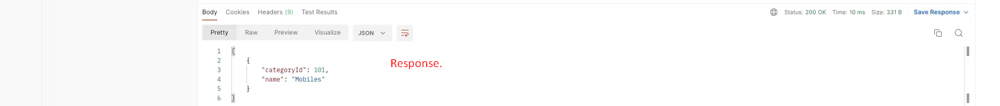 Body Cookies Headers (9) Test Results Status: 200 OK Time: 10 ms Size: 331 B Save Response
Pretty Raw Preview Visualize JSON
1 [
2 {
Response.
3 "categoryId": 101,
4 "name": "Mobiles"
5 }
6 ]